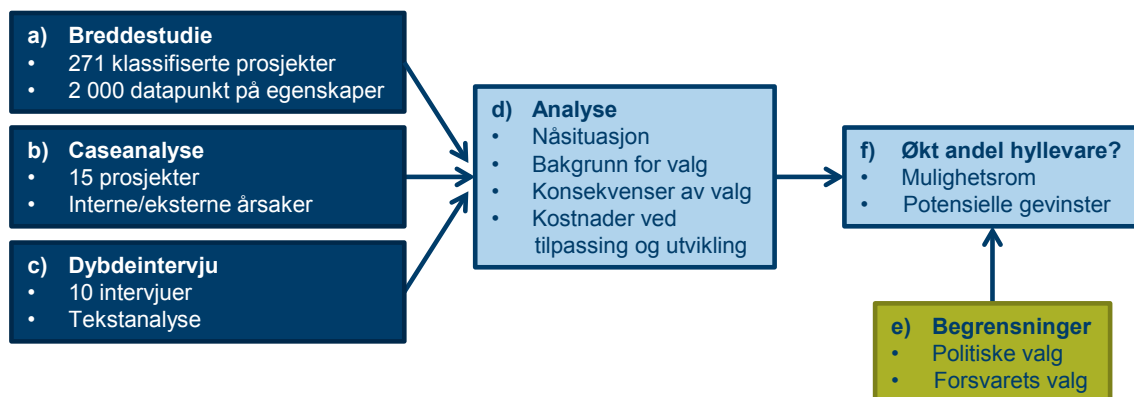 a) Breddestudie
• 271 klassifiserte prosjekter
• 2 000 datapunkt på egenskaper
b) Caseanalyse
• 15 prosjekter
• Interne/eksterne årsaker
c) Dybdeintervju
• 10 intervjuer
• Tekstanalyse
d) Analyse
• Nåsituasjon
• Bakgrunn for valg
• Konsekvenser av valg
• Kostnader ved
tilpassing og utvikling
f) Økt andel hyllevare?
• Mulighetsrom
• Potensielle gevinster
e) Begrensninger
• Politiske valg
• Forsvarets valg